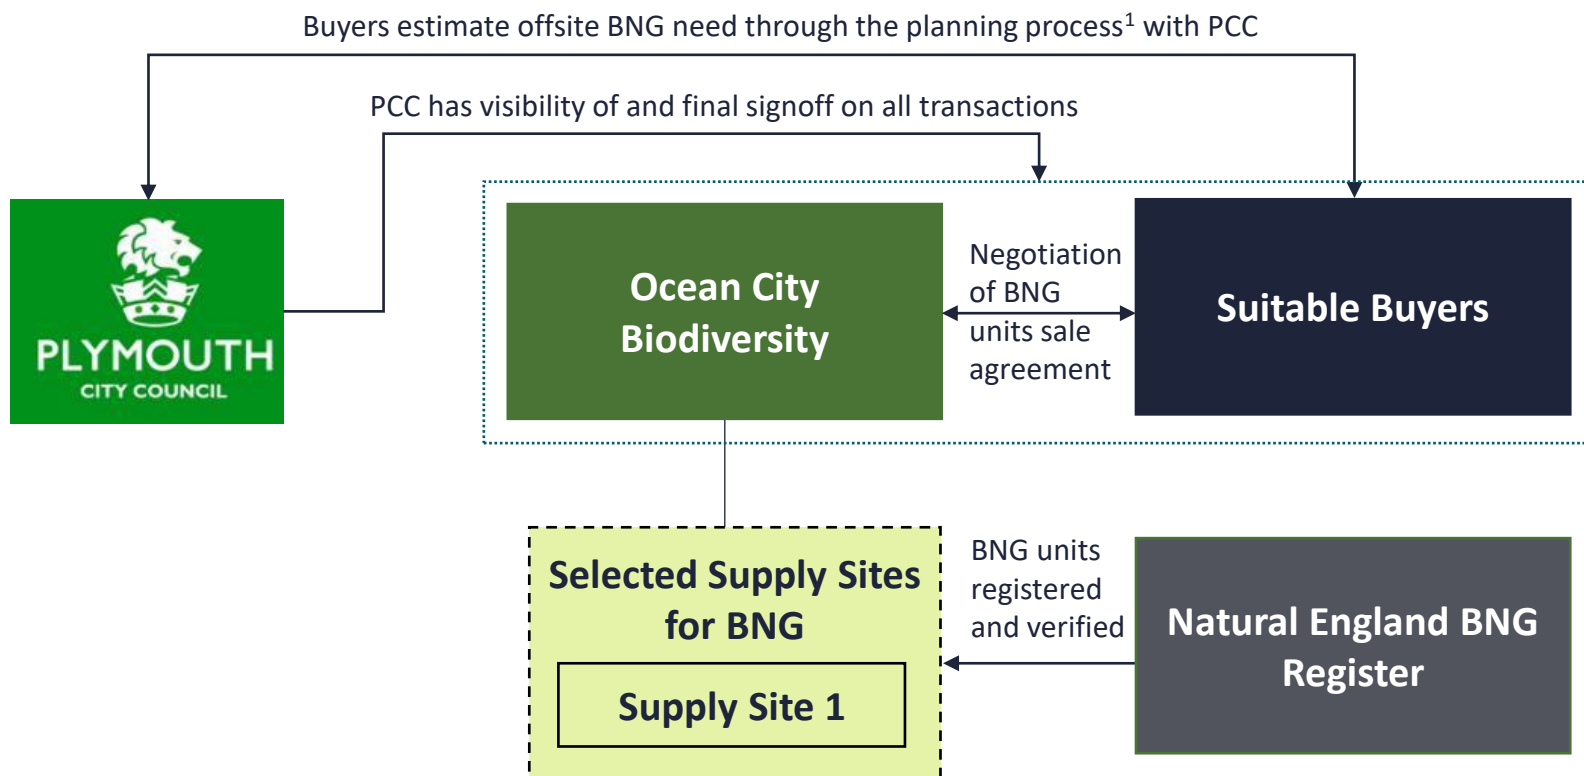 Buyers estimate offsite BNG need through the planning process¹ with PCC
PCC has visibility of and final signoff on all transactions
PLYMOUTH
CITY COUNCIL
Ocean City
Biodiversity
Negotiation
of BNG
units sale
agreement
Suitable Buyers
Selected Supply Sites
for BNG
Supply Site 1
BNG units
registered
and verified
Natural England BNG
Register